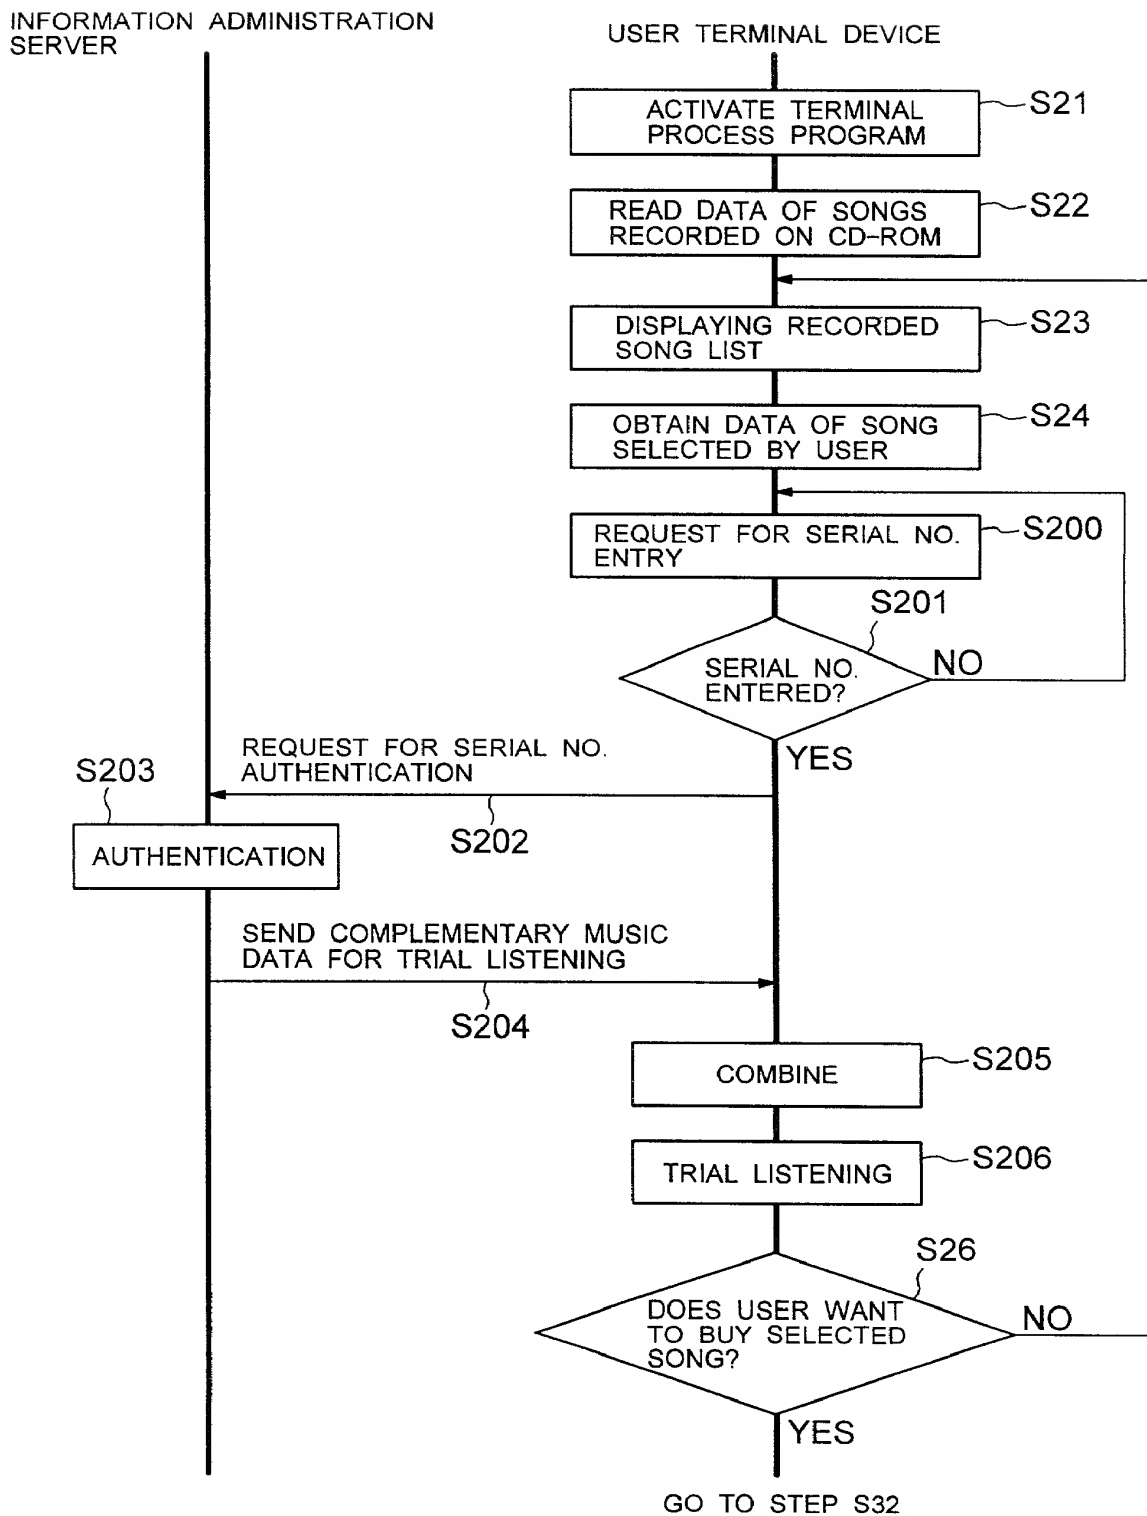 INFORMATION ADMINISTRATION
SERVER
USER TERMINAL DEVICE
ACTIVATE TERMINAL
PROCESS PROGRAM
S21
READ DATA OF SONGS
RECORDED ON CD-ROM
S22
DISPLAYING RECORDED
SONG LIST
S23
OBTAIN DATA OF SONG
SELECTED BY USER
S24
REQUEST FOR SERIAL NO.
ENTRY
S200
S201
SERIAL NO.
ENTERED?
NO
YES
REQUEST FOR SERIAL NO.
AUTHENTICATION
S202
S203
AUTHENTICATION
SEND COMPLEMENTARY MUSIC
DATA FOR TRIAL LISTENING
S204
COMBINE
S205
TRIAL LISTENING
S206
S26
DOES USER WANT
TO BUY SELECTED
SONG?
NO
YES
GO TO STEP S32